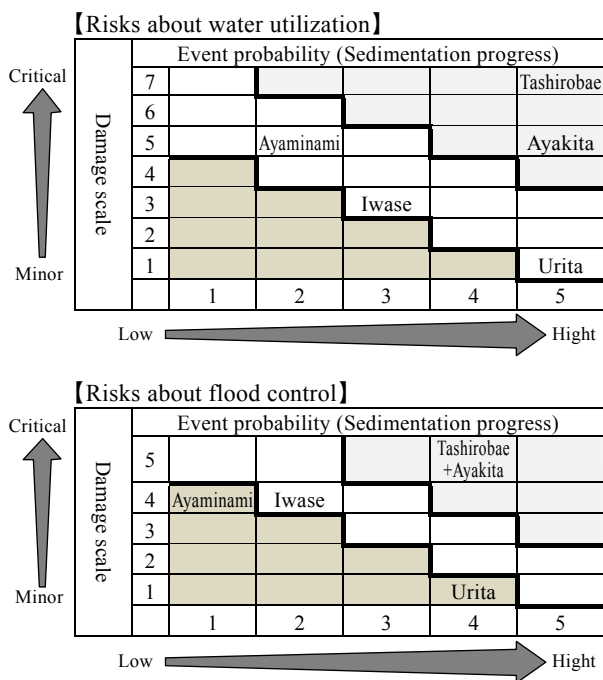 【Risks about water utilization】
Event probability (Sedimentation progress)
Critical
Minor
Damage scale
7 Tashirobae
6
5 Ayaminami Ayakita
4
3 Iwase
2
1 Urita
1 2 3 4 5
Low Hight
【Risks about flood control】
Event probability (Sedimentation progress)
Critical
Minor
Damage scale
5 Tashirobae
+Ayakita
4 Ayaminami Iwase
3
2
1 Urita
1 2 3 4 5
Low Hight